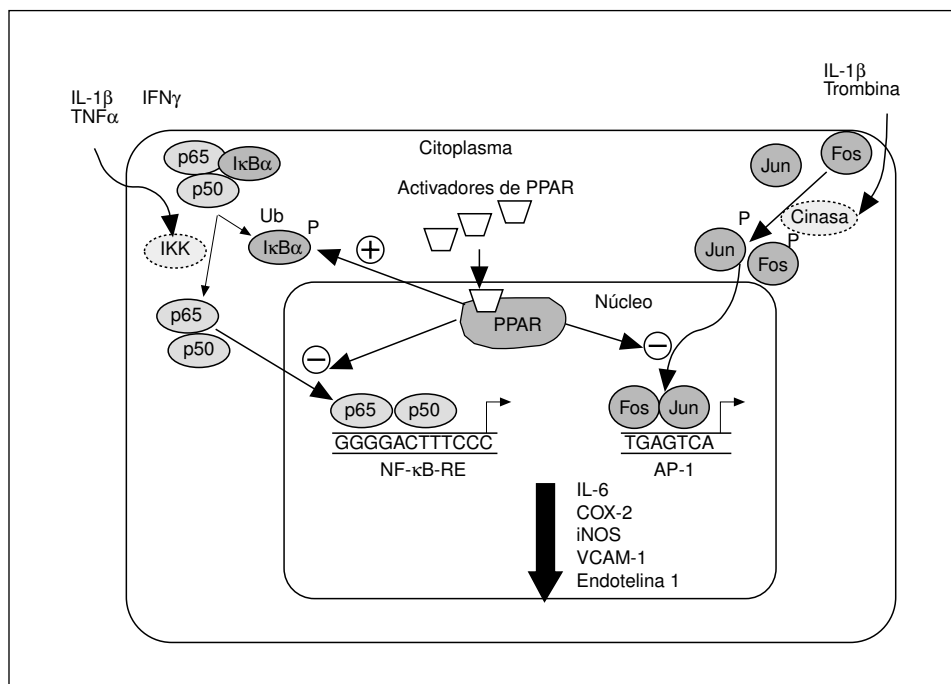 IL-1β
TNFα
IFNγ
IL-1β
Trombina
Citoplasma
p65
IκBα
p50
Jun
Fos
Activadores de PPAR
Ub
P
IκBα
IKK
+
P
Cinasa
Jun
P
Fos
Núcleo
PPAR
p65
p50
−
−
p65
p50
Fos
Jun
GGGGACTTTCCC
TGAGTCA
NF-κB-RE
AP-1
IL-6
COX-2
iNOS
VCAM-1
Endotelina 1